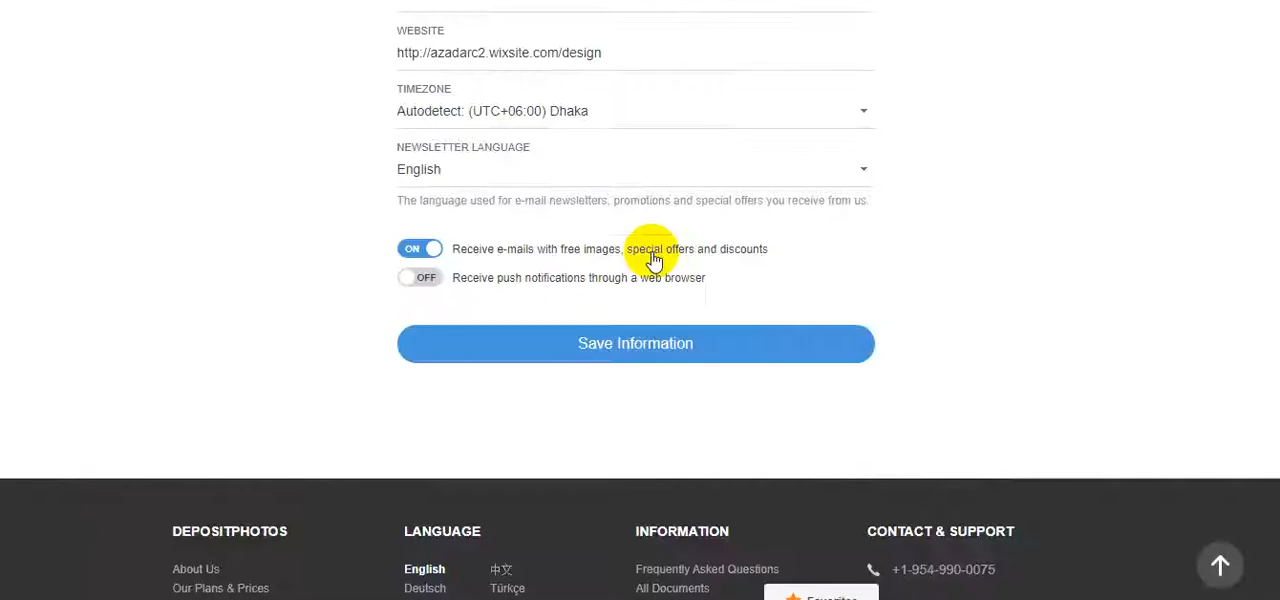 WEBSITE
http://azadarc2.wixsite.com/design
TIMEZONE
Autodetect: (UTC+06:00) Dhaka
NEWSLETTER LANGUAGE
English
The language used for e-mail newsletters, promotions and special offers you receive from us.
ON Receive e-mails with free images, special offers and discounts
OFF Receive push notifications through a web browser
Save Information
DEPOSITPHOTOS LANGUAGE INFORMATION CONTACT & SUPPORT
About Us English 中文 Frequently Asked Questions +1-954-990-0075
Our Plans & Prices Deutsch Türkçe All Documents
Favorites